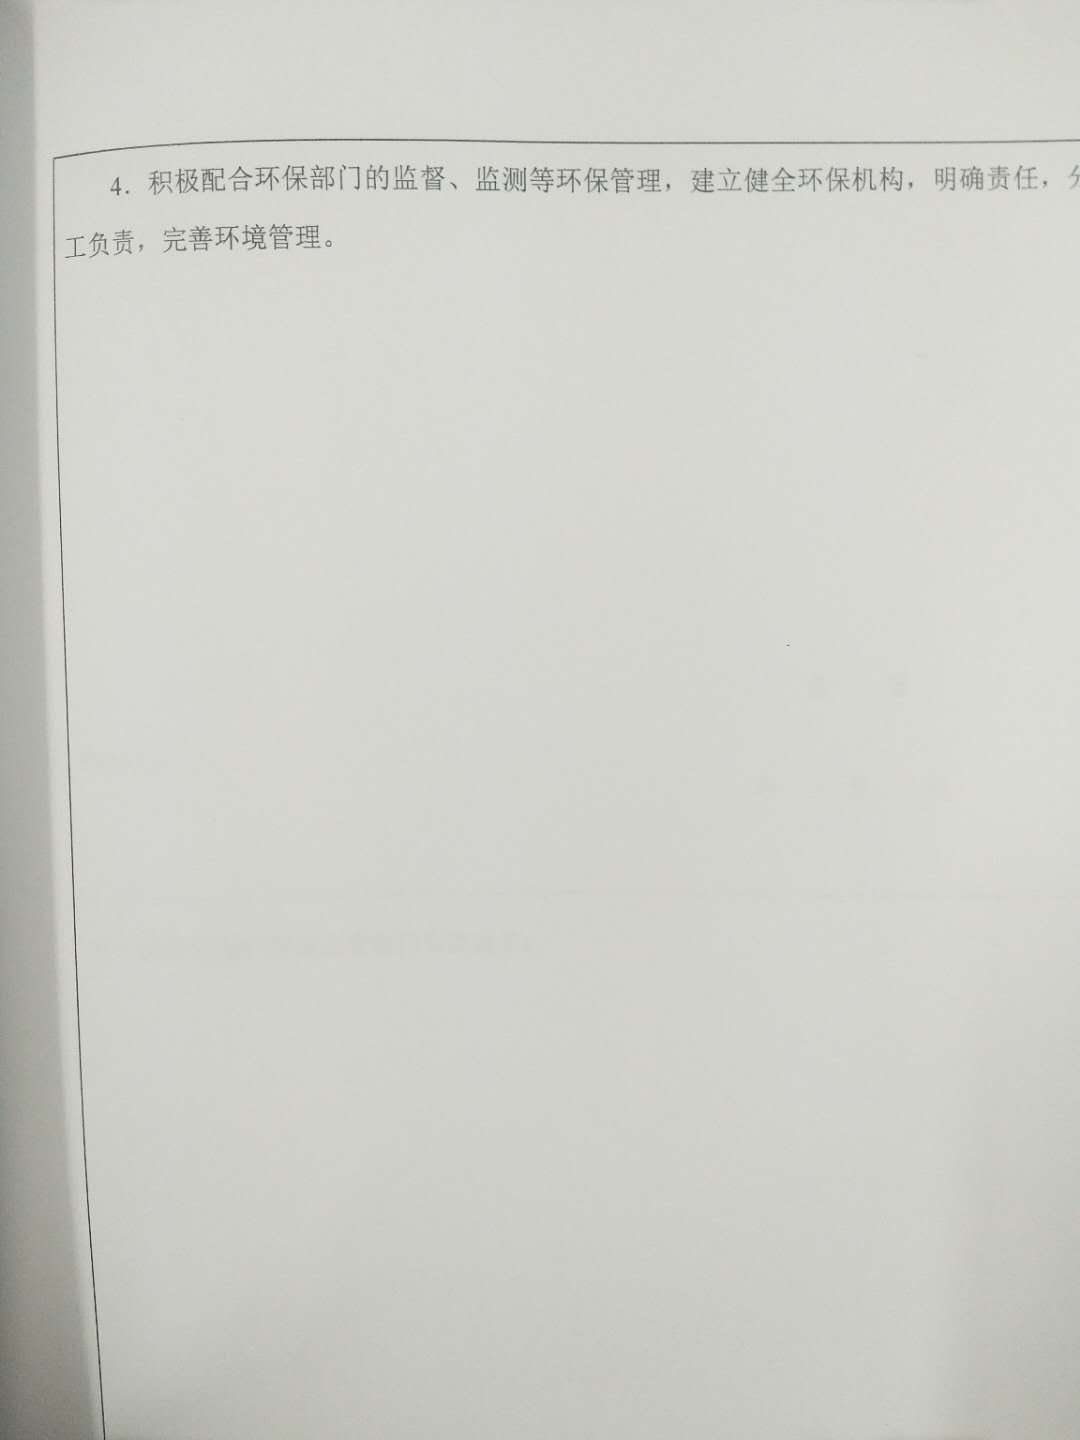 4. 积极配合环保部门的监督、监测等环保管理，建立健全环保机构，明确责任，分
工负责，完善环境管理。